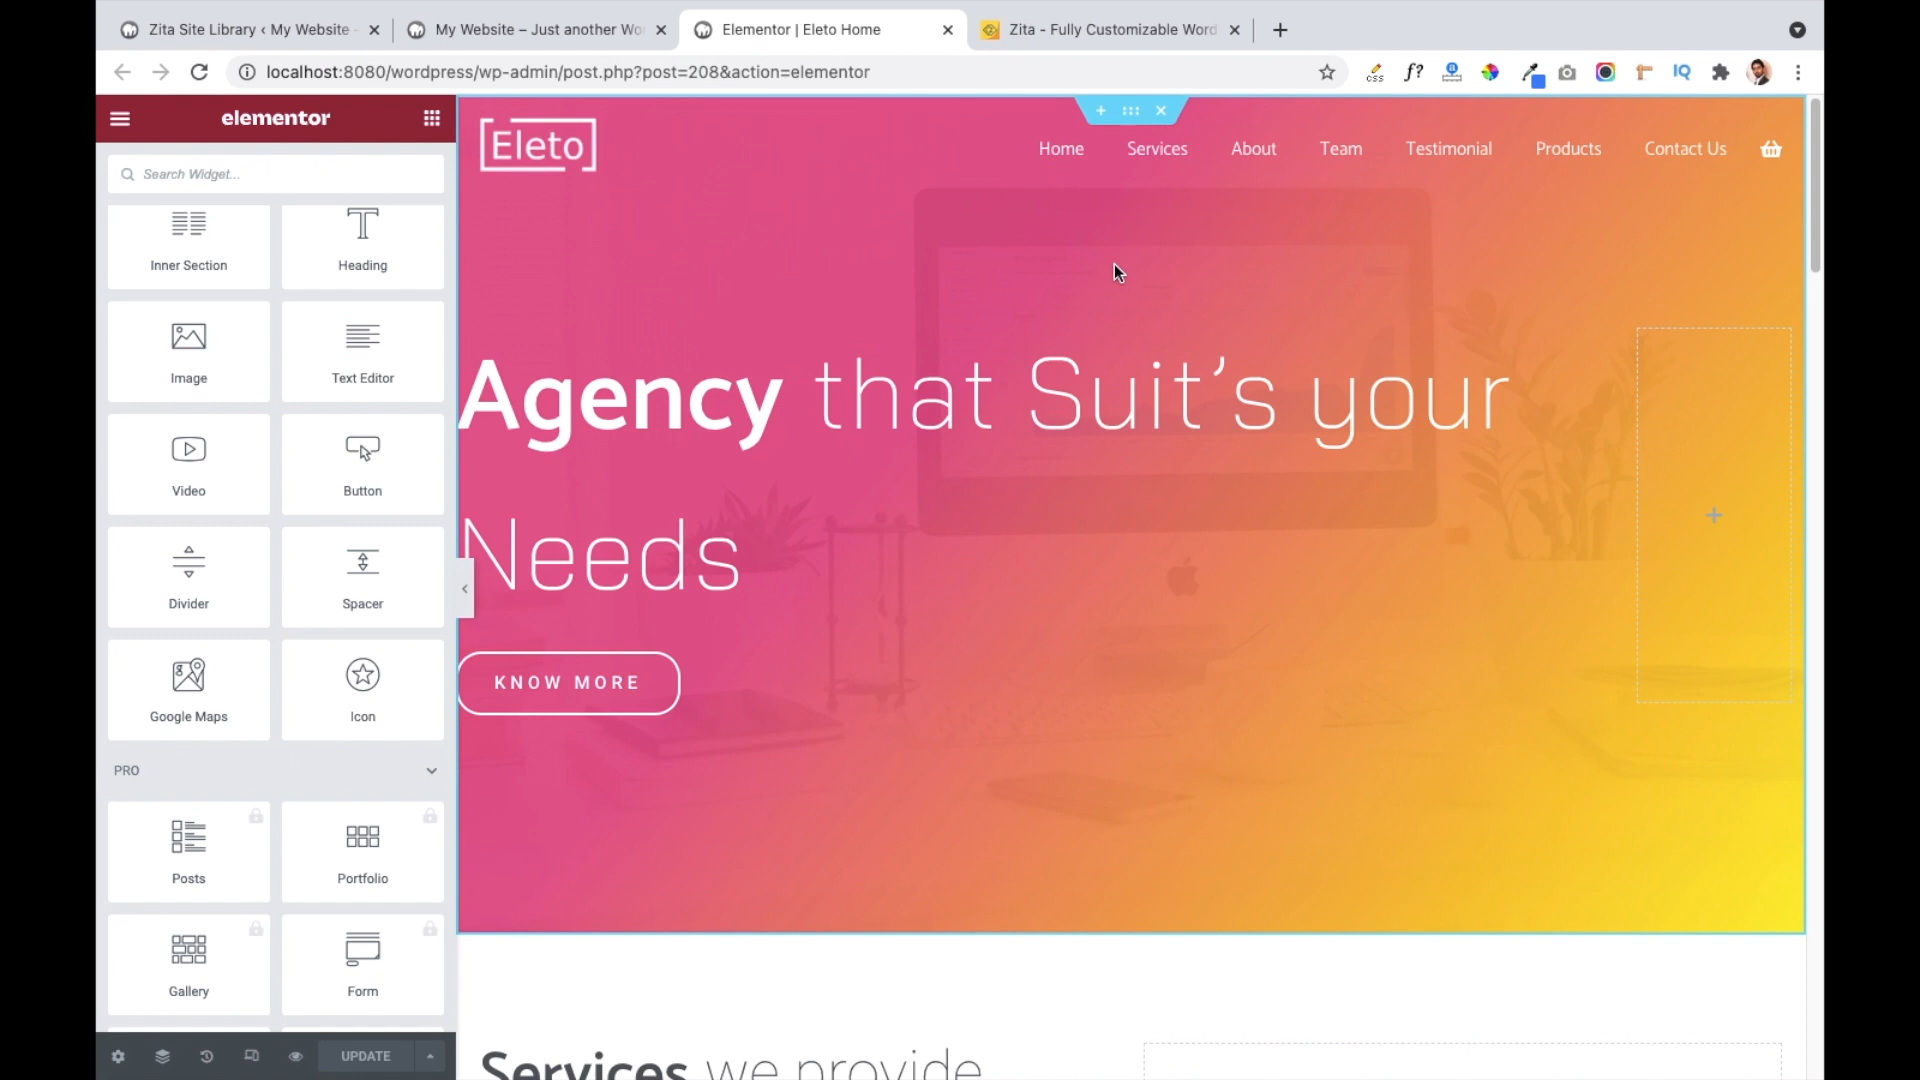 Zita Site Library ‹ My Website -
My Website – Just another Wo
Elementor | Eleto Home
Zita - Fully Customizable Word
localhost:8080/wordpress/wp-admin/post.php?post=208&action=elementor
css
f?
IQ
elementor
Search Widget...
Inner Section
Heading
Image
Text Editor
Video
Button
Divider
Spacer
Google Maps
Icon
PRO
Posts
Portfolio
Gallery
Form
UPDATE
Eleto
Home
Services
About
Team
Testimonial
Products
Contact Us
Agency that Suit’s your
Needs
KNOW MORE
Services we provide